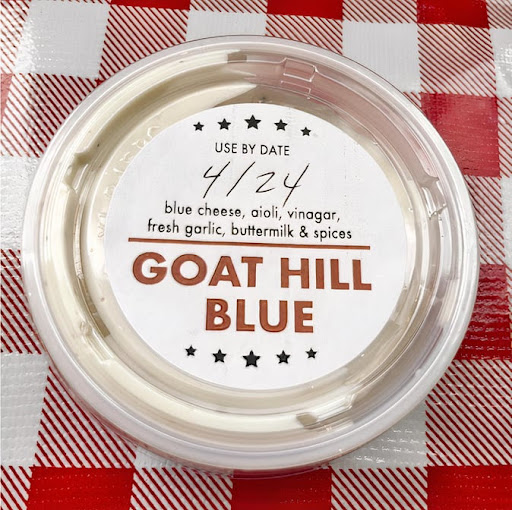 USE BY DATE
4/24
blue cheese, aioli, vinagar,
fresh garlic, buttermilk & spices
GOAT HILL
BLUE